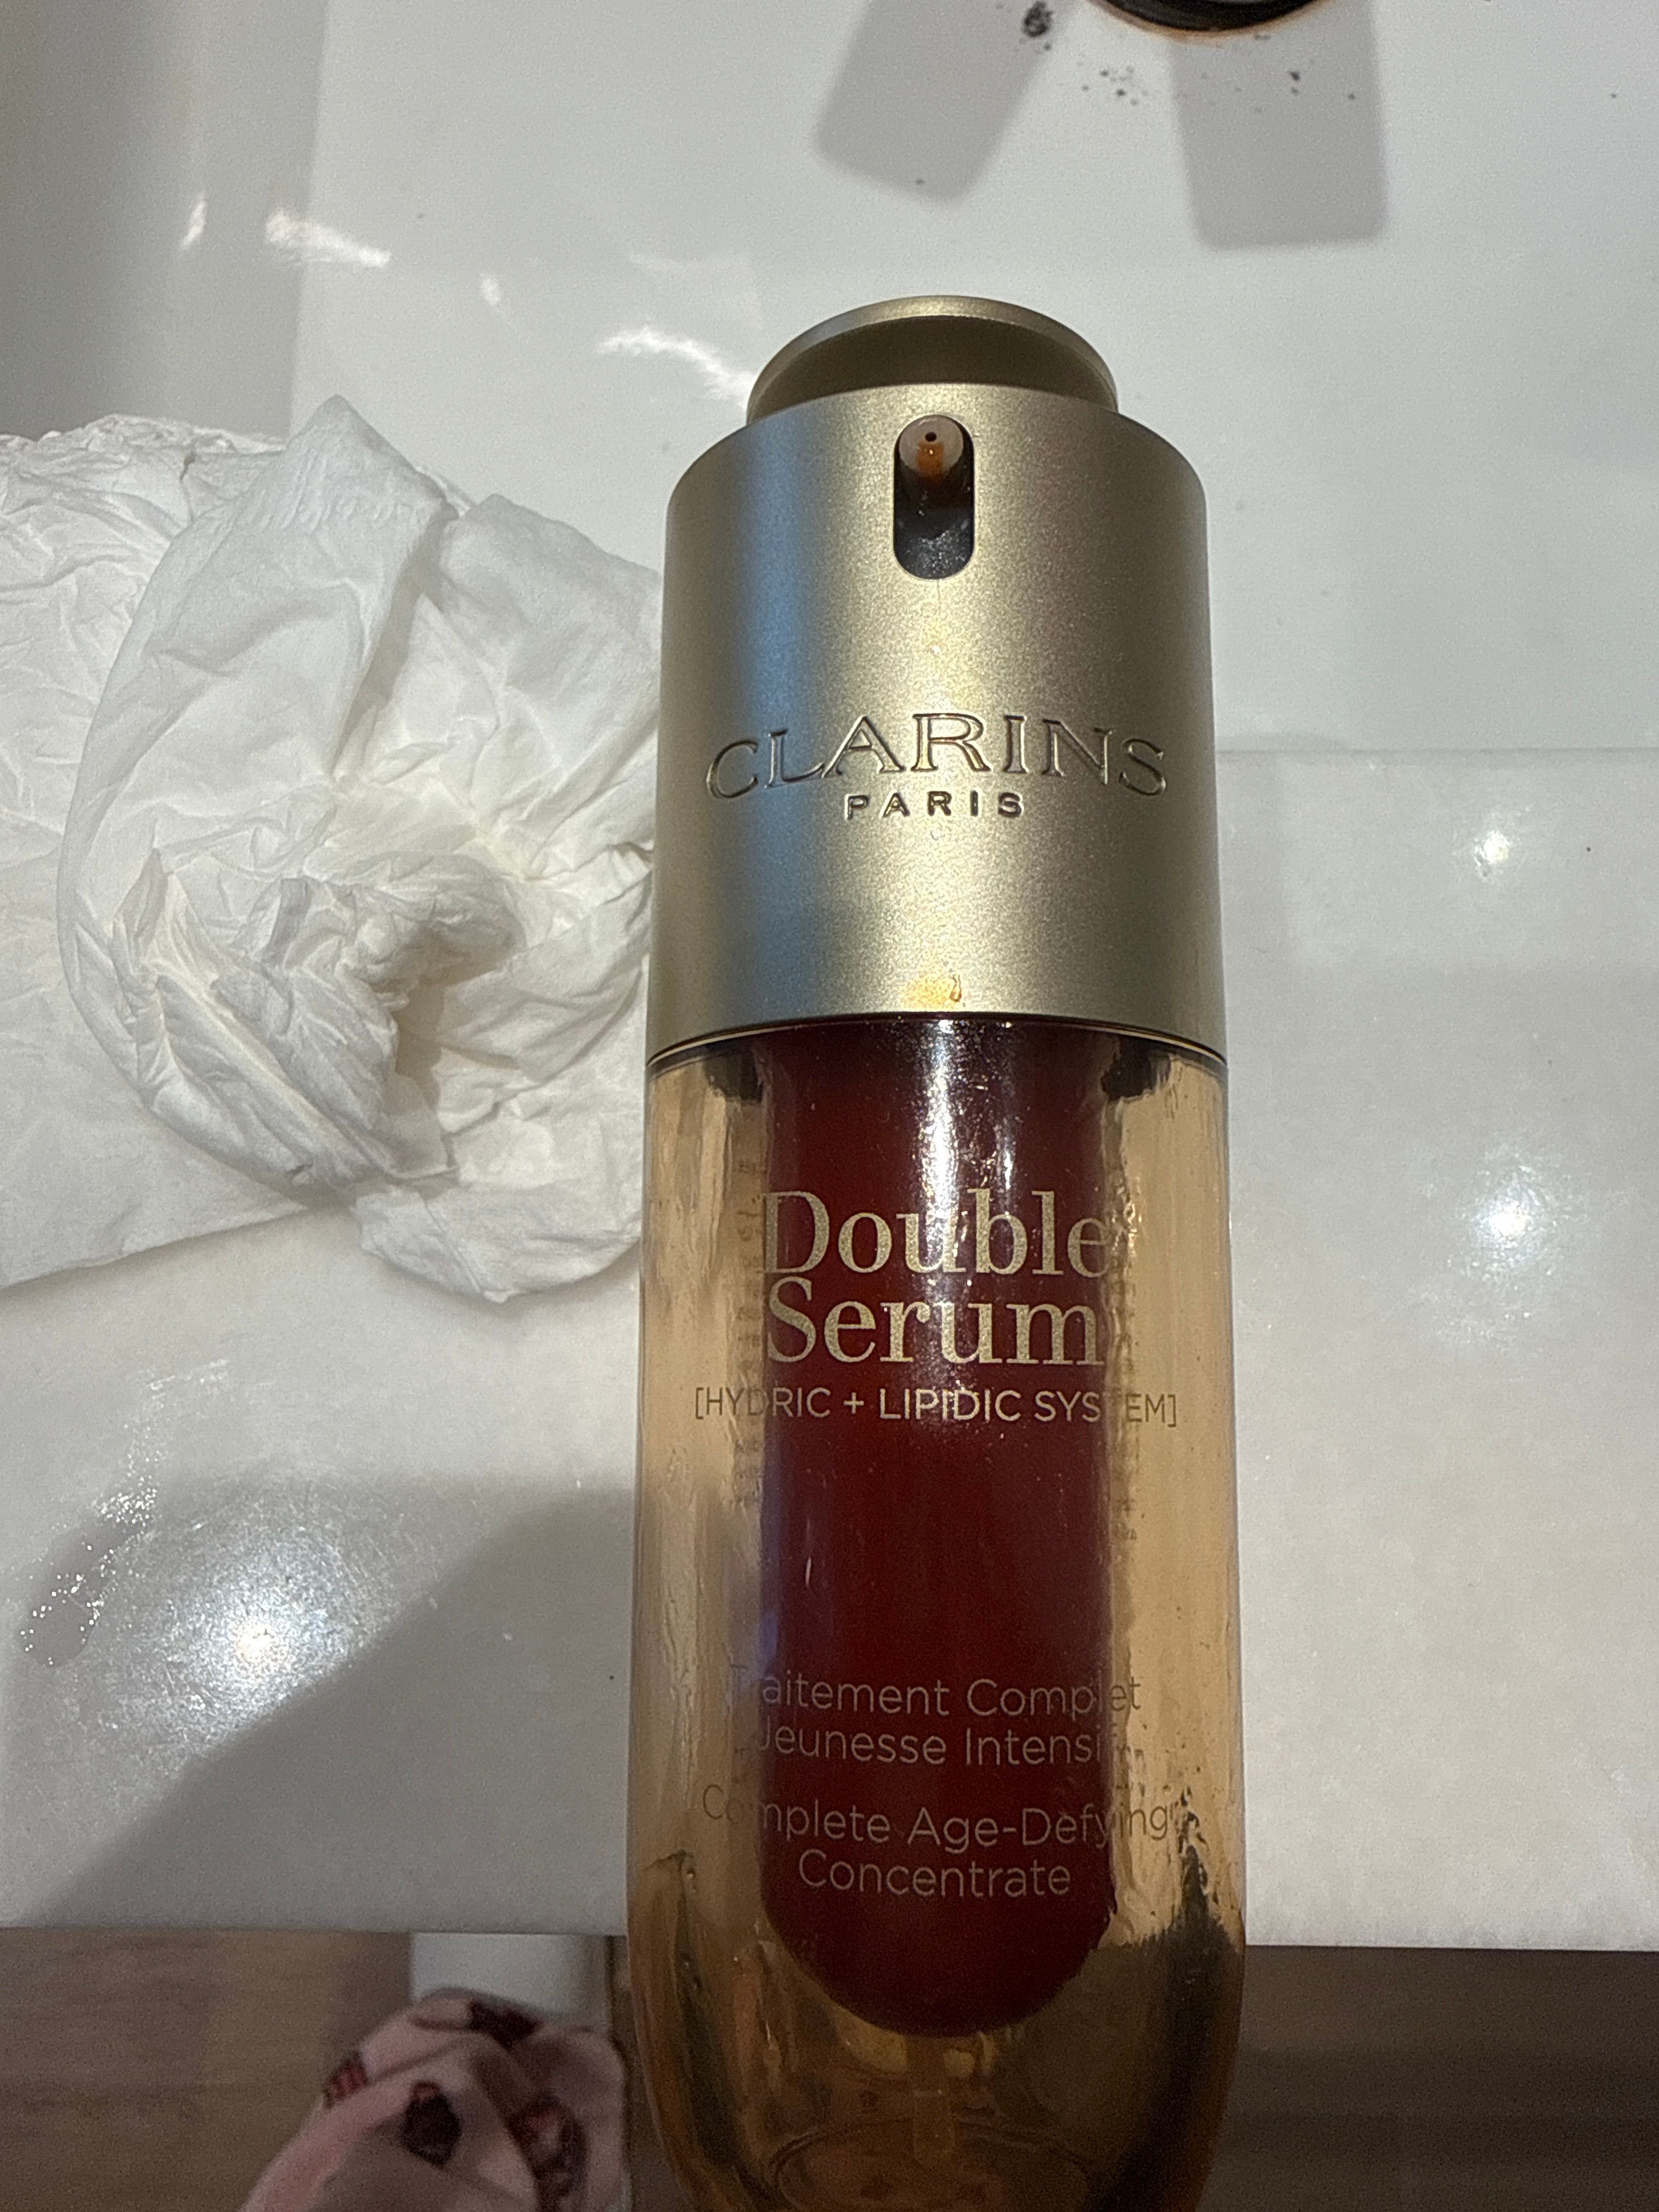 CLARINS
PARIS
Double
Serum
[HYDRIC + LIPIDIC SYSTEM]
Traitement Complet
Jeunesse Intensif
Complete Age-Defying
Concentrate